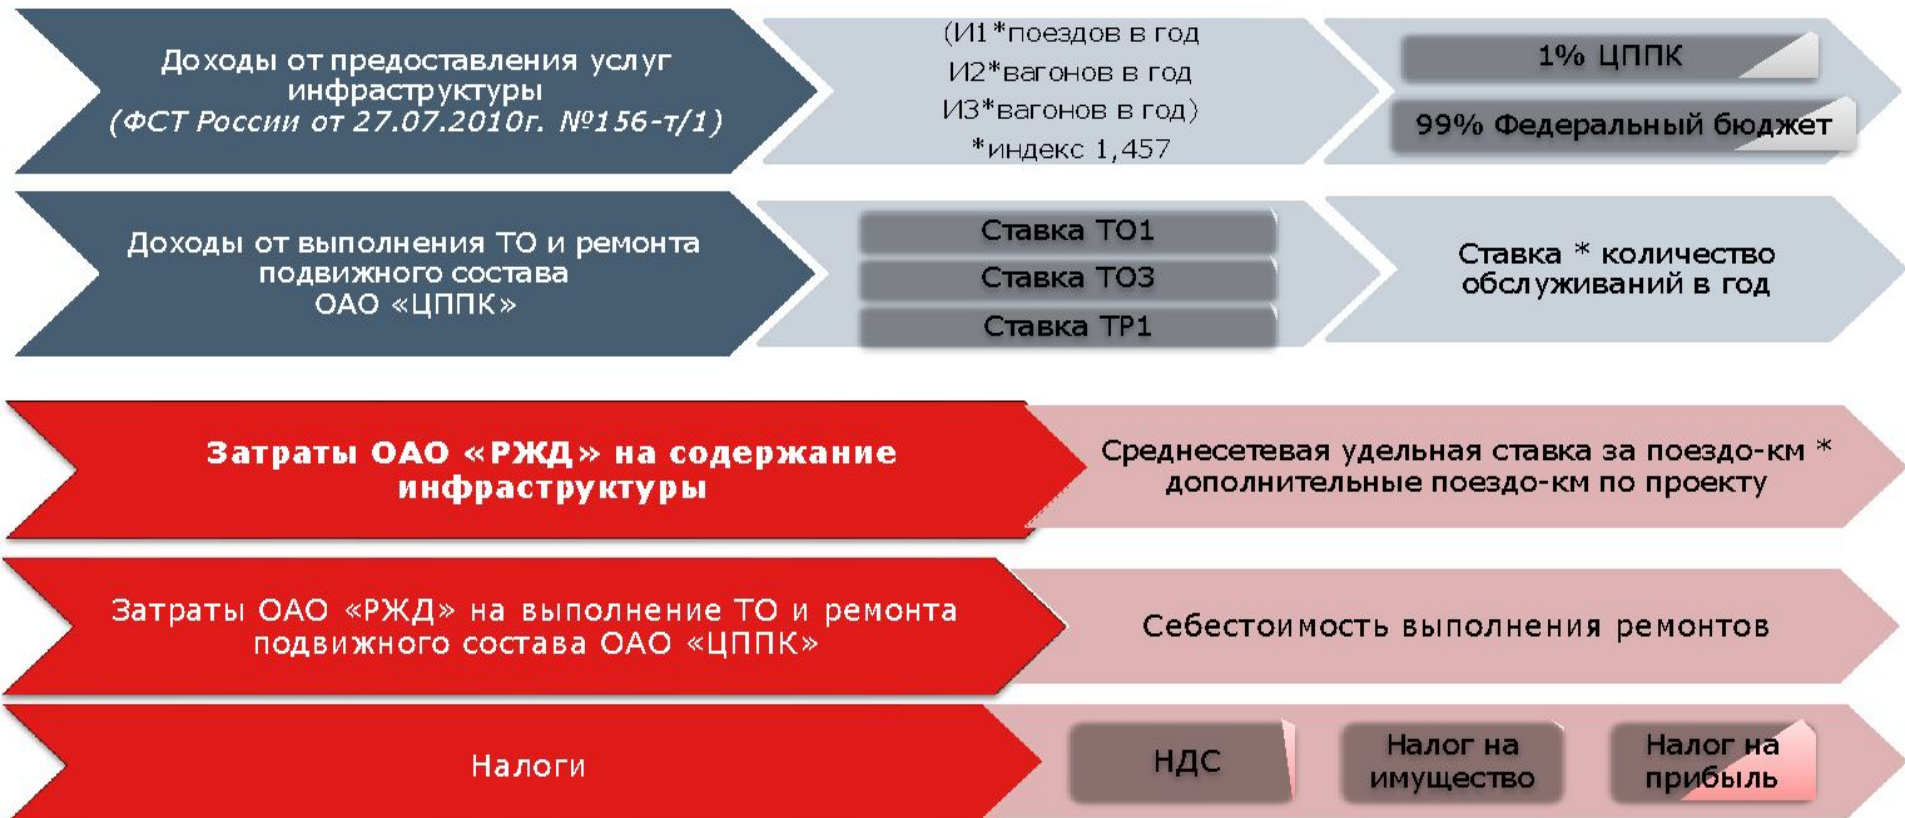 Доходы от предоставления услуг
инфраструктуры
(ФСТ России от 27.07.2010г. №156-т/1)
(И1*поездов в год
И2*вагонов в год
И3*вагонов в год)
*индекс 1,457
1% ЦППК
99% Федеральный бюджет
Доходы от выполнения ТО и ремонта
подвижного состава
ОАО «ЦППК»
Ставка ТО1
Ставка ТО3
Ставка ТР1
Ставка * количество
обслуживаний в год
Затраты ОАО «РЖД» на содержание
инфраструктуры
Среднесетевая удельная ставка за поездо-км *
дополнительные поездо-км по проекту
Затраты ОАО «РЖД» на выполнение ТО и ремонта
подвижного состава ОАО «ЦППК»
Себестоимость выполнения ремонтов
Налоги
НДС
Налог на
имущество
Налог на
прибыль